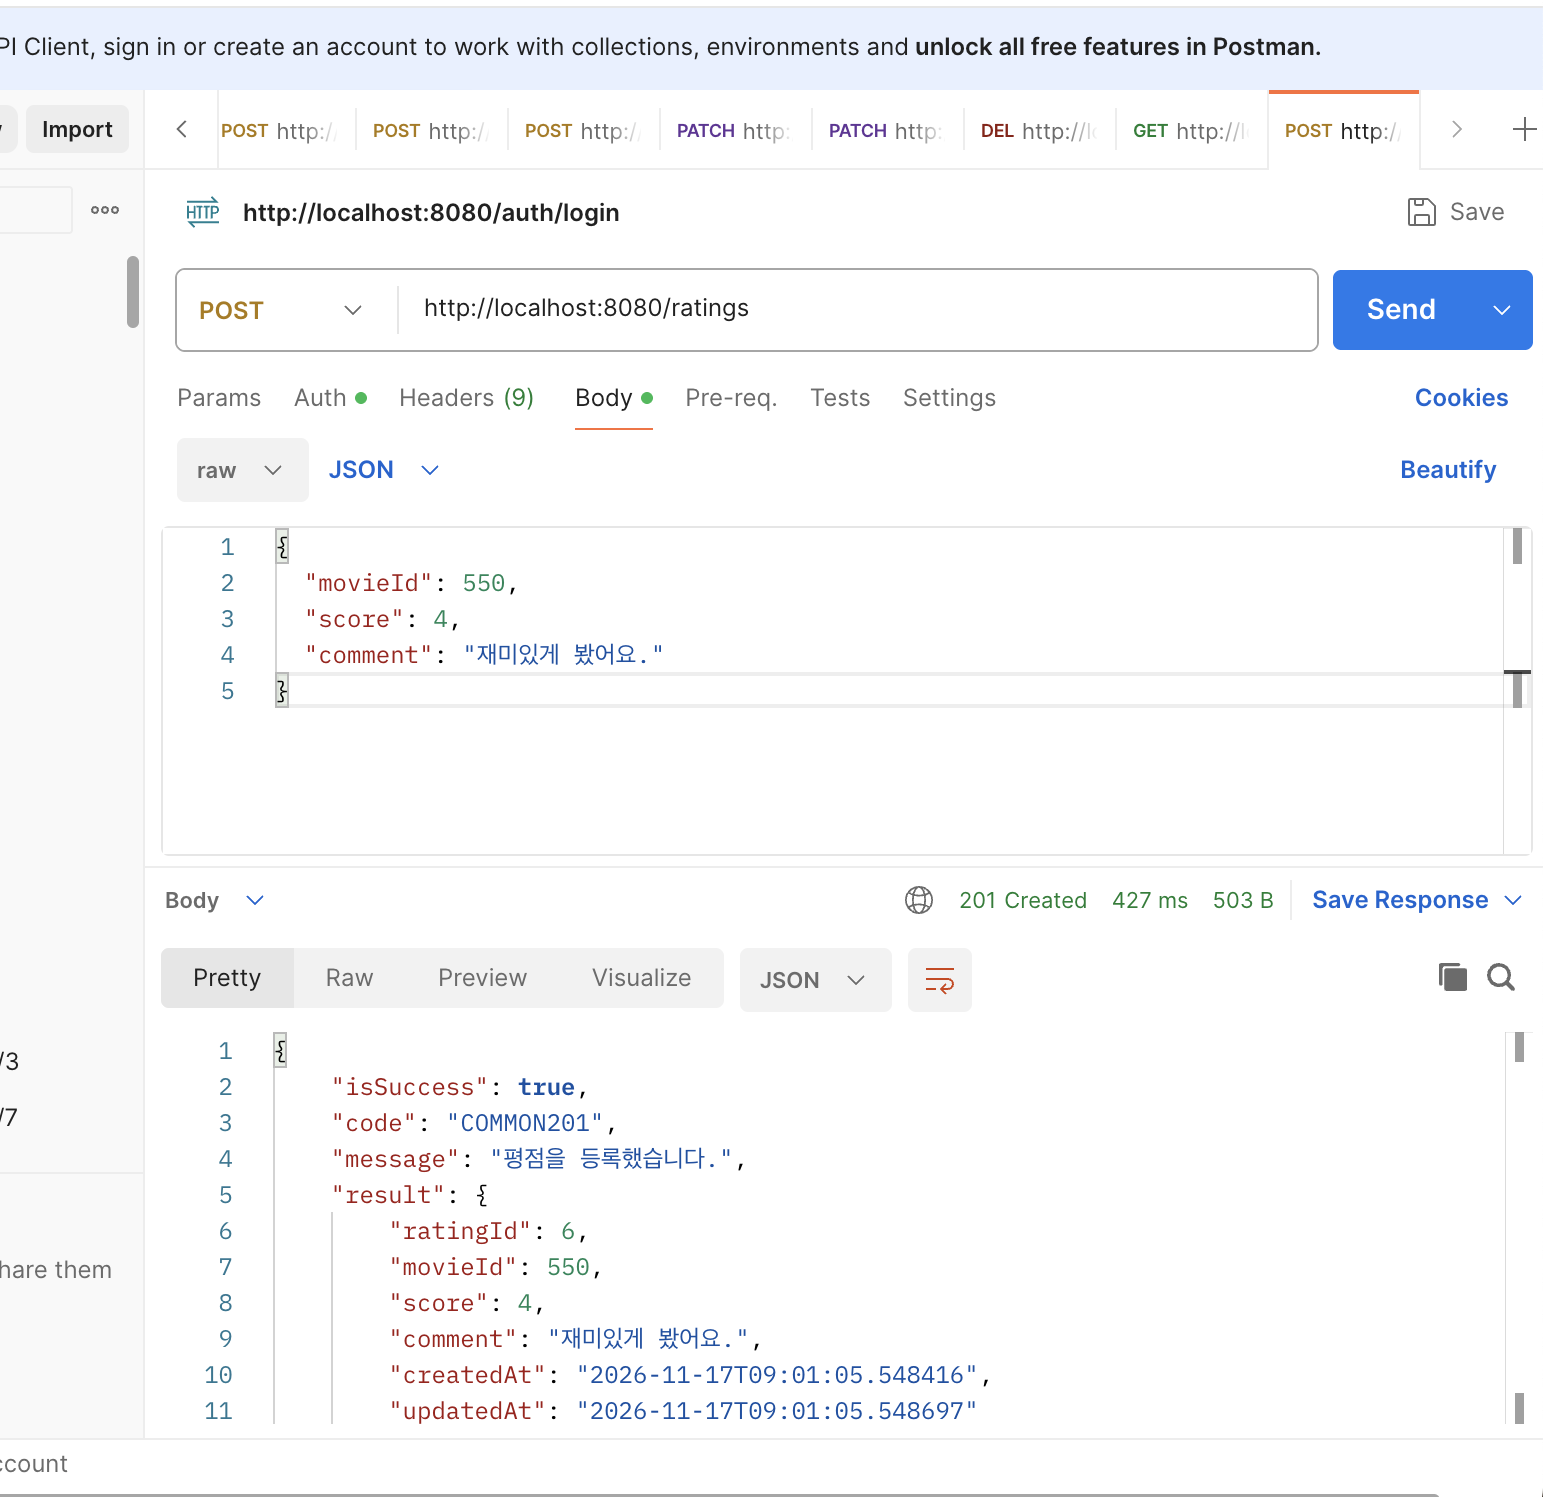 PI Client, sign in or create an account to work with collections, environments and unlock all free features in Postman.
Import
POST http:/
POST http:/
POST http:/
PATCH http:
PATCH http:
DEL http://l
GET http://l
POST http://
HTTP http://localhost:8080/auth/login
Save
POST http://localhost:8080/ratings
Send
Params Auth Headers (9) Body Pre-req. Tests Settings Cookies
raw JSON Beautify
1 {
2 "movieId": 550,
3 "score": 4,
4 "comment": "재미있게 봤어요."
5 }
Body 201 Created 427 ms 503 B Save Response
Pretty Raw Preview Visualize JSON
1 {
2 "isSuccess": true,
3 "code": "COMMON201",
4 "message": "평점을 등록했습니다.",
5 "result": {
6 "ratingId": 6,
7 "movieId": 550,
8 "score": 4,
9 "comment": "재미있게 봤어요.",
10 "createdAt": "2026-11-17T09:01:05.548416",
11 "updatedAt": "2026-11-17T09:01:05.548697"
/3
/7
hare them
ccount